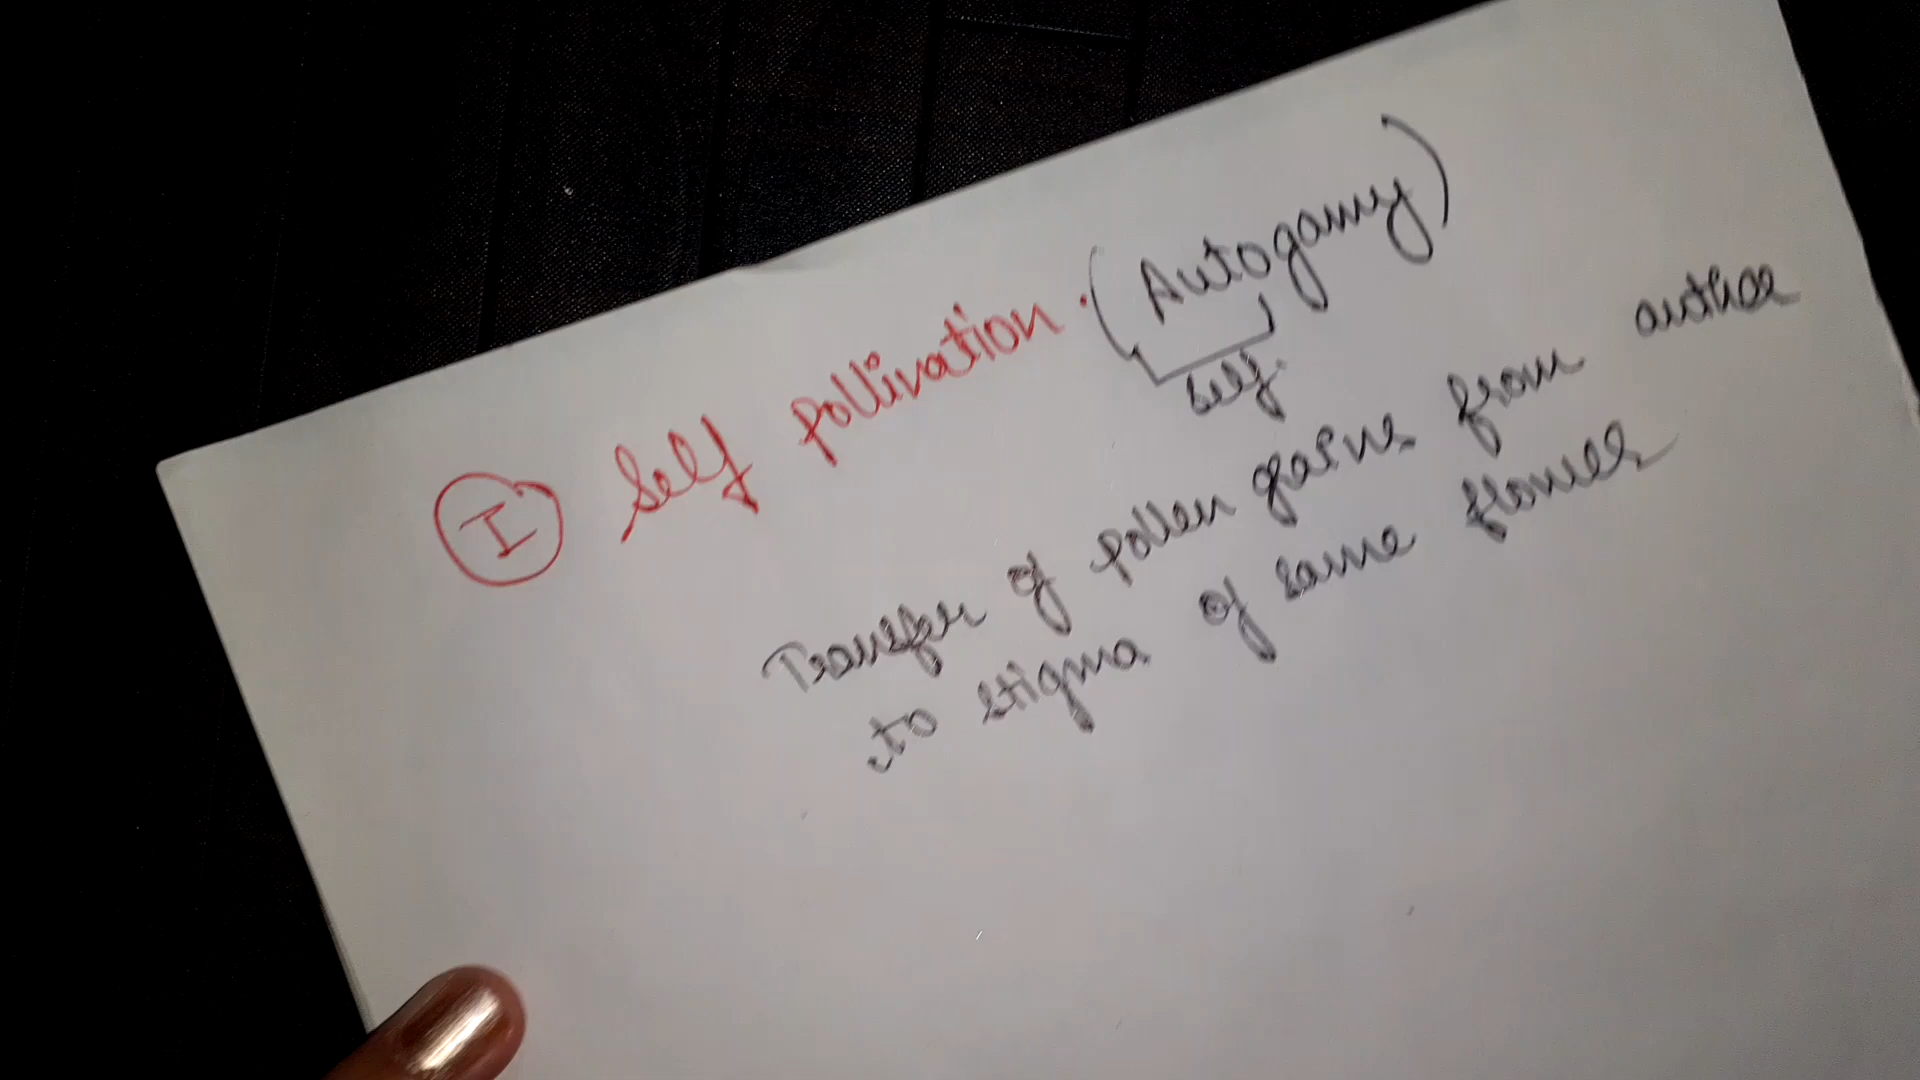 I Self pollination. (Autogamy)
Self.
Transfer of pollen grains from anther
to stigma of same flower